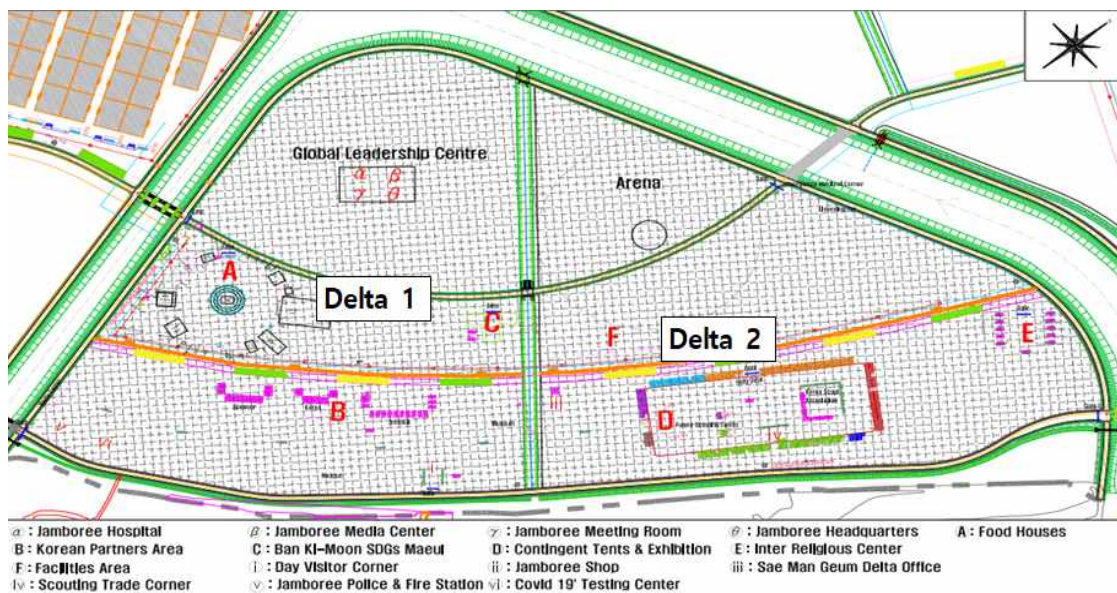 Global Leadership Centre
α β
γ θ
Arena
A
Delta 1
C
F
Delta 2
E
B
iii
D
v
vi
ⓐ : Jamboree Hospital ⓑ : Jamboree Media Center ⓨ : Jamboree Meeting Room ⓗ : Jamboree Headquarters A : Food Houses
B : Korean Partners Area C : Ban Ki-Moon SDGs Maeul D : Contingent Tents & Exhibition E : Inter Religious Center
F : Facilities Area ⓘ : Day Visitor Corner ⅱ : Jamboree Shop ⅲ : Sae Man Geum Delta Office
ⅳ : Scouting Trade Corner ⓥ : Jamboree Police & Fire Station ⅵ : Covid 19' Testing Center